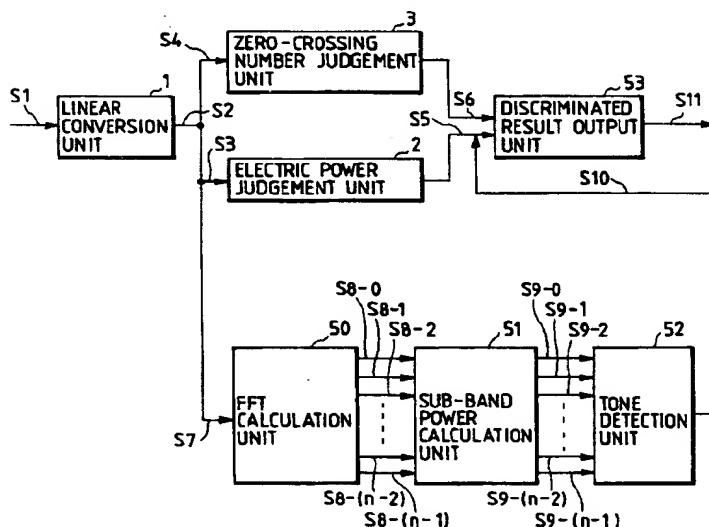 3
S4
ZERO-CROSSING
NUMBER JUDGEMENT
UNIT
1
S1
LINEAR
CONVERSION
UNIT
S2
S6
S5
53
DISCRIMINATED
RESULT OUTPUT
UNIT
S11
S3
2
ELECTRIC POWER
JUDGEMENT UNIT
S10
S8-0
S8-1
S8-2
S9-0
S9-1
S9-2
50
51
52
FFT
CALCULATION
UNIT
SUB-BAND
POWER
CALCULATION
UNIT
TONE
DETECTION
UNIT
S7
S8-(n-2)
S8-(n-1)
S9-(n-2)
S9-(n-1)